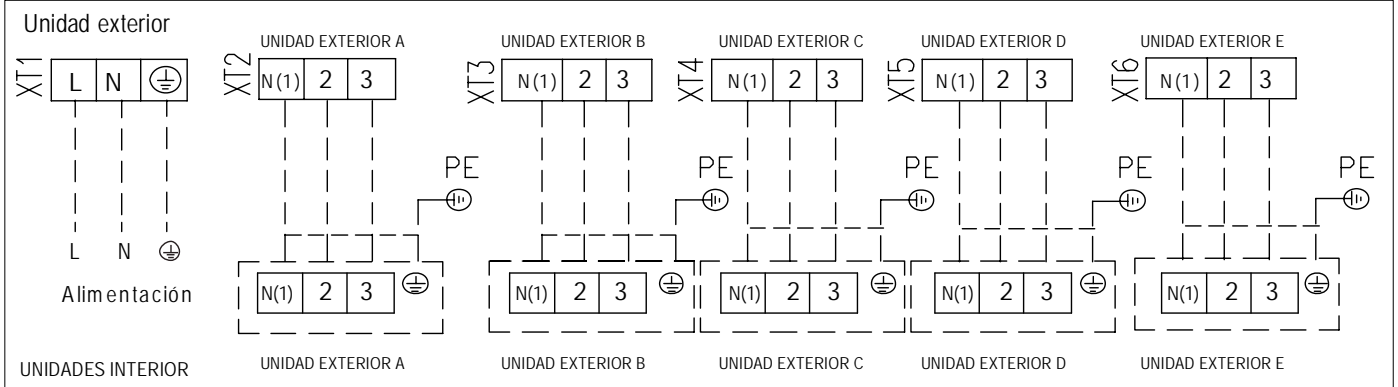 Unidad exterior
UNIDAD EXTERIOR A UNIDAD EXTERIOR B UNIDAD EXTERIOR C UNIDAD EXTERIOR D UNIDAD EXTERIOR E
XT1 L N
XT2 N(1) 2 3
XT3 N(1) 2 3
XT4 N(1) 2 3
XT5 N(1) 2 3
XT6 N(1) 2 3
PE PE PE PE PE
L N
Alimentación
N(1) 2 3 N(1) 2 3 N(1) 2 3 N(1) 2 3 N(1) 2 3
UNIDADES INTERIOR UNIDAD EXTERIOR A UNIDAD EXTERIOR B UNIDAD EXTERIOR C UNIDAD EXTERIOR D UNIDAD EXTERIOR E